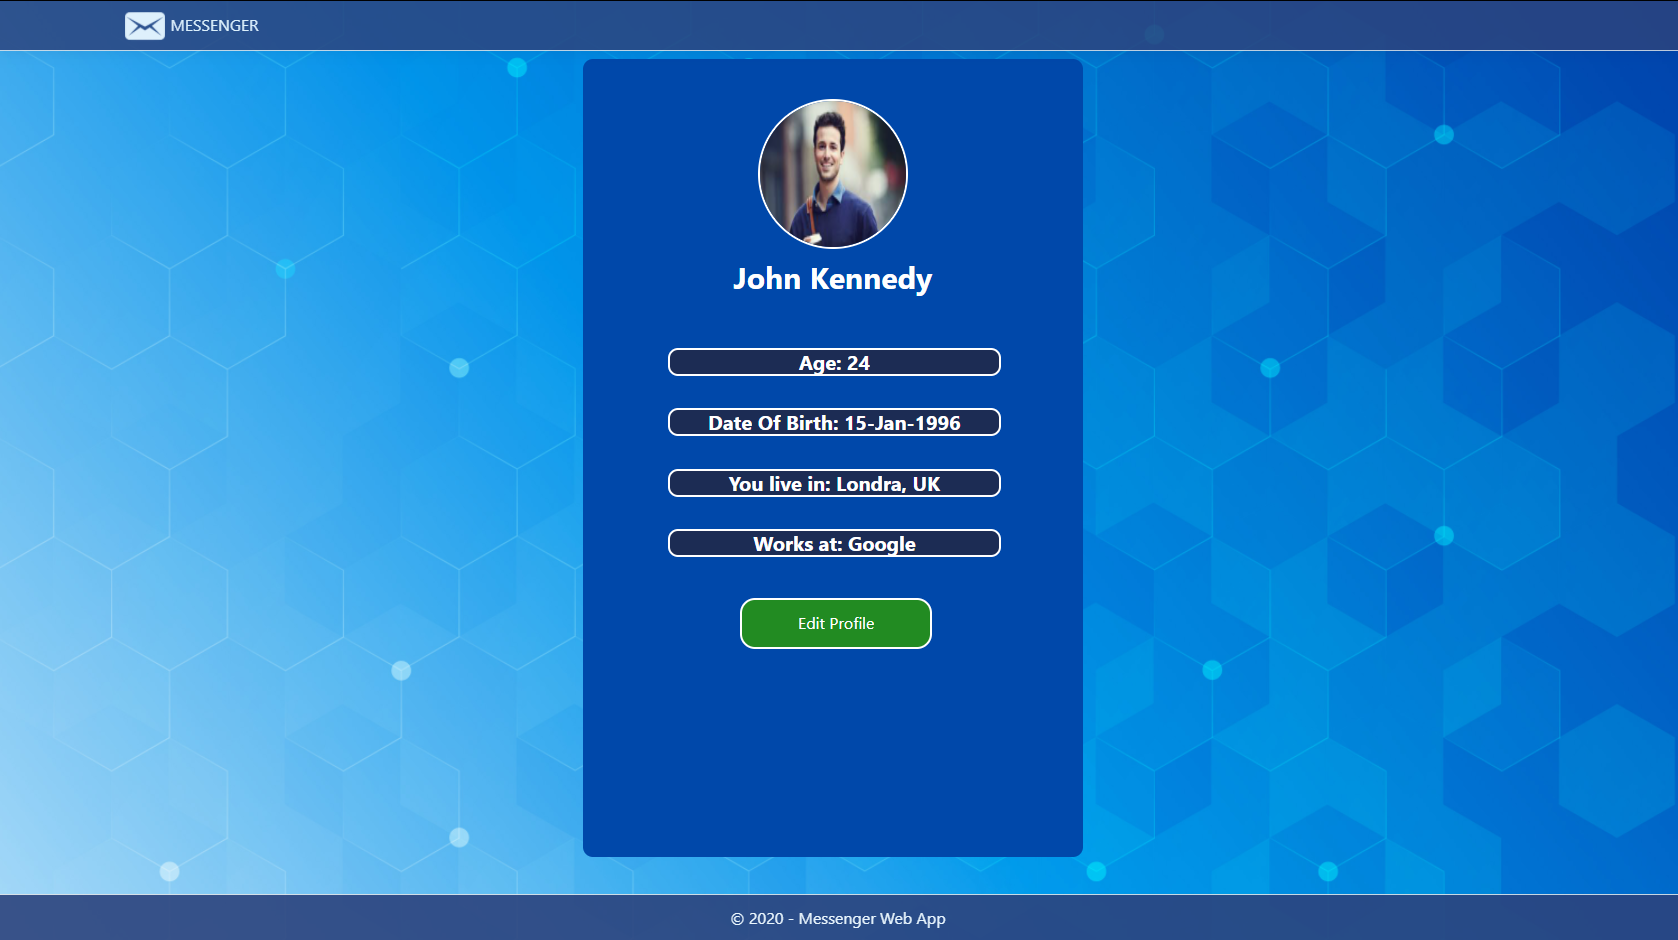 MESSENGER
John Kennedy
Age: 24
Date Of Birth: 15-Jan-1996
You live in: Londra, UK
Works at: Google
Edit Profile
© 2020 - Messenger Web App